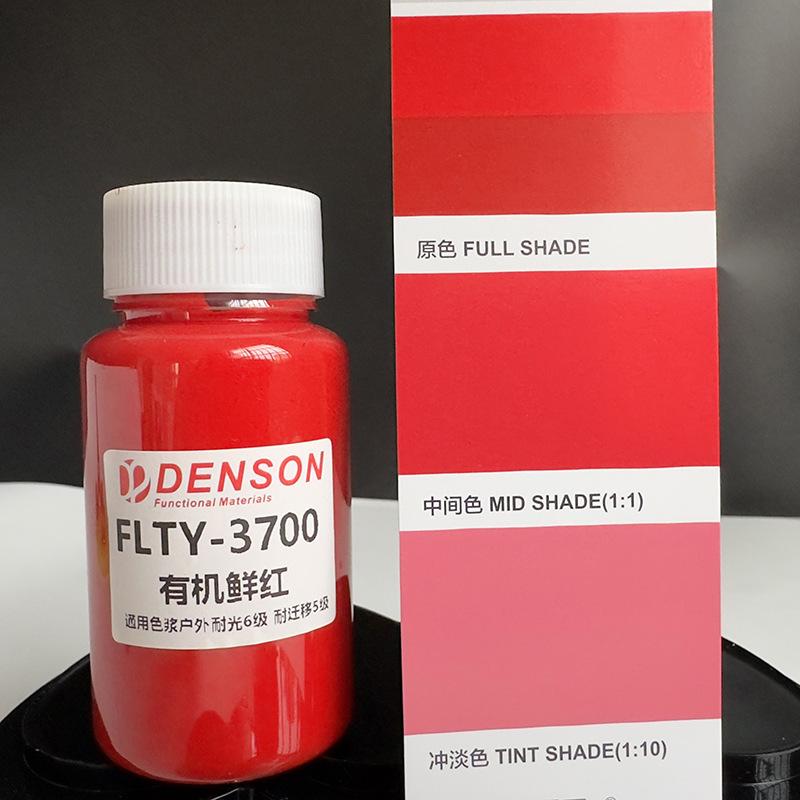 DENSON
Functional Materials
FLTY-3700
有机鲜红
通用色浆户外耐光6级 耐迁移5级
原色 FULL SHADE
中间色 MID SHADE(1:1)
冲淡色 TINT SHADE(1:10)
®